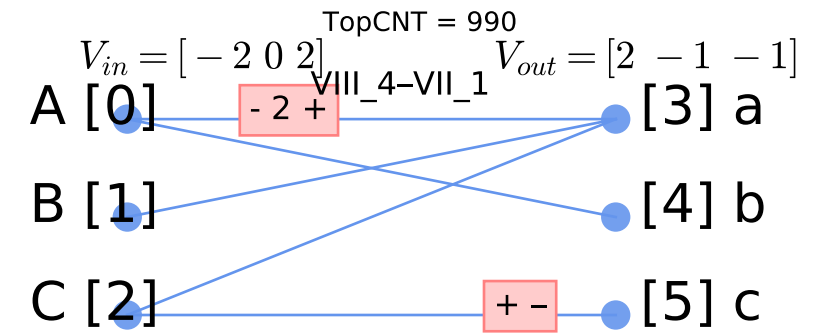 TopCNT = 990
V_in = [ − 2 0 2] V_out = [2 − 1 − 1]
VIII_4–VII_1
A [0] - 2 + [3] a
B [1] [4] b
C [2] + – [5] c